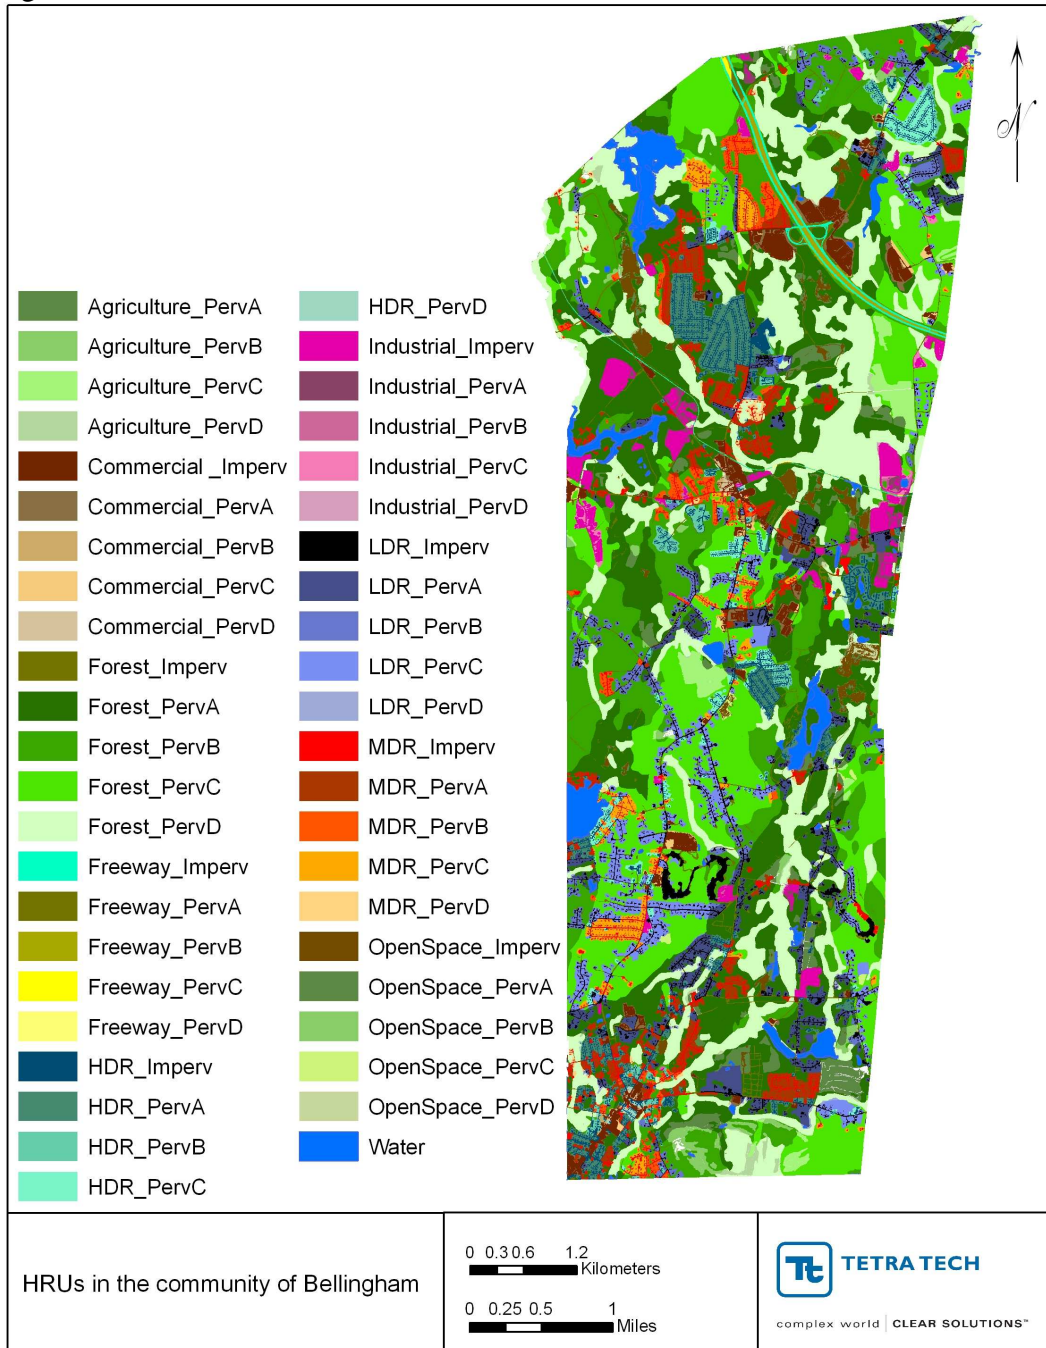 N
Agriculture_PervA
Agriculture_PervB
Agriculture_PervC
Agriculture_PervD
Commercial _Imperv
Commercial_PervA
Commercial_PervB
Commercial_PervC
Commercial_PervD
Forest_Imperv
Forest_PervA
Forest_PervB
Forest_PervC
Forest_PervD
Freeway_Imperv
Freeway_PervA
Freeway_PervB
Freeway_PervC
Freeway_PervD
HDR_Imperv
HDR_PervA
HDR_PervB
HDR_PervC
HDR_PervD
Industrial_Imperv
Industrial_PervA
Industrial_PervB
Industrial_PervC
Industrial_PervD
LDR_Imperv
LDR_PervA
LDR_PervB
LDR_PervC
LDR_PervD
MDR_Imperv
MDR_PervA
MDR_PervB
MDR_PervC
MDR_PervD
OpenSpace_Imperv
OpenSpace_PervA
OpenSpace_PervB
OpenSpace_PervC
OpenSpace_PervD
Water
HRUs in the community of Bellingham
0 0.3 0.6 1.2
Kilometers
0 0.25 0.5 1
Miles
Tt TETRA TECH
complex world | CLEAR SOLUTIONS™